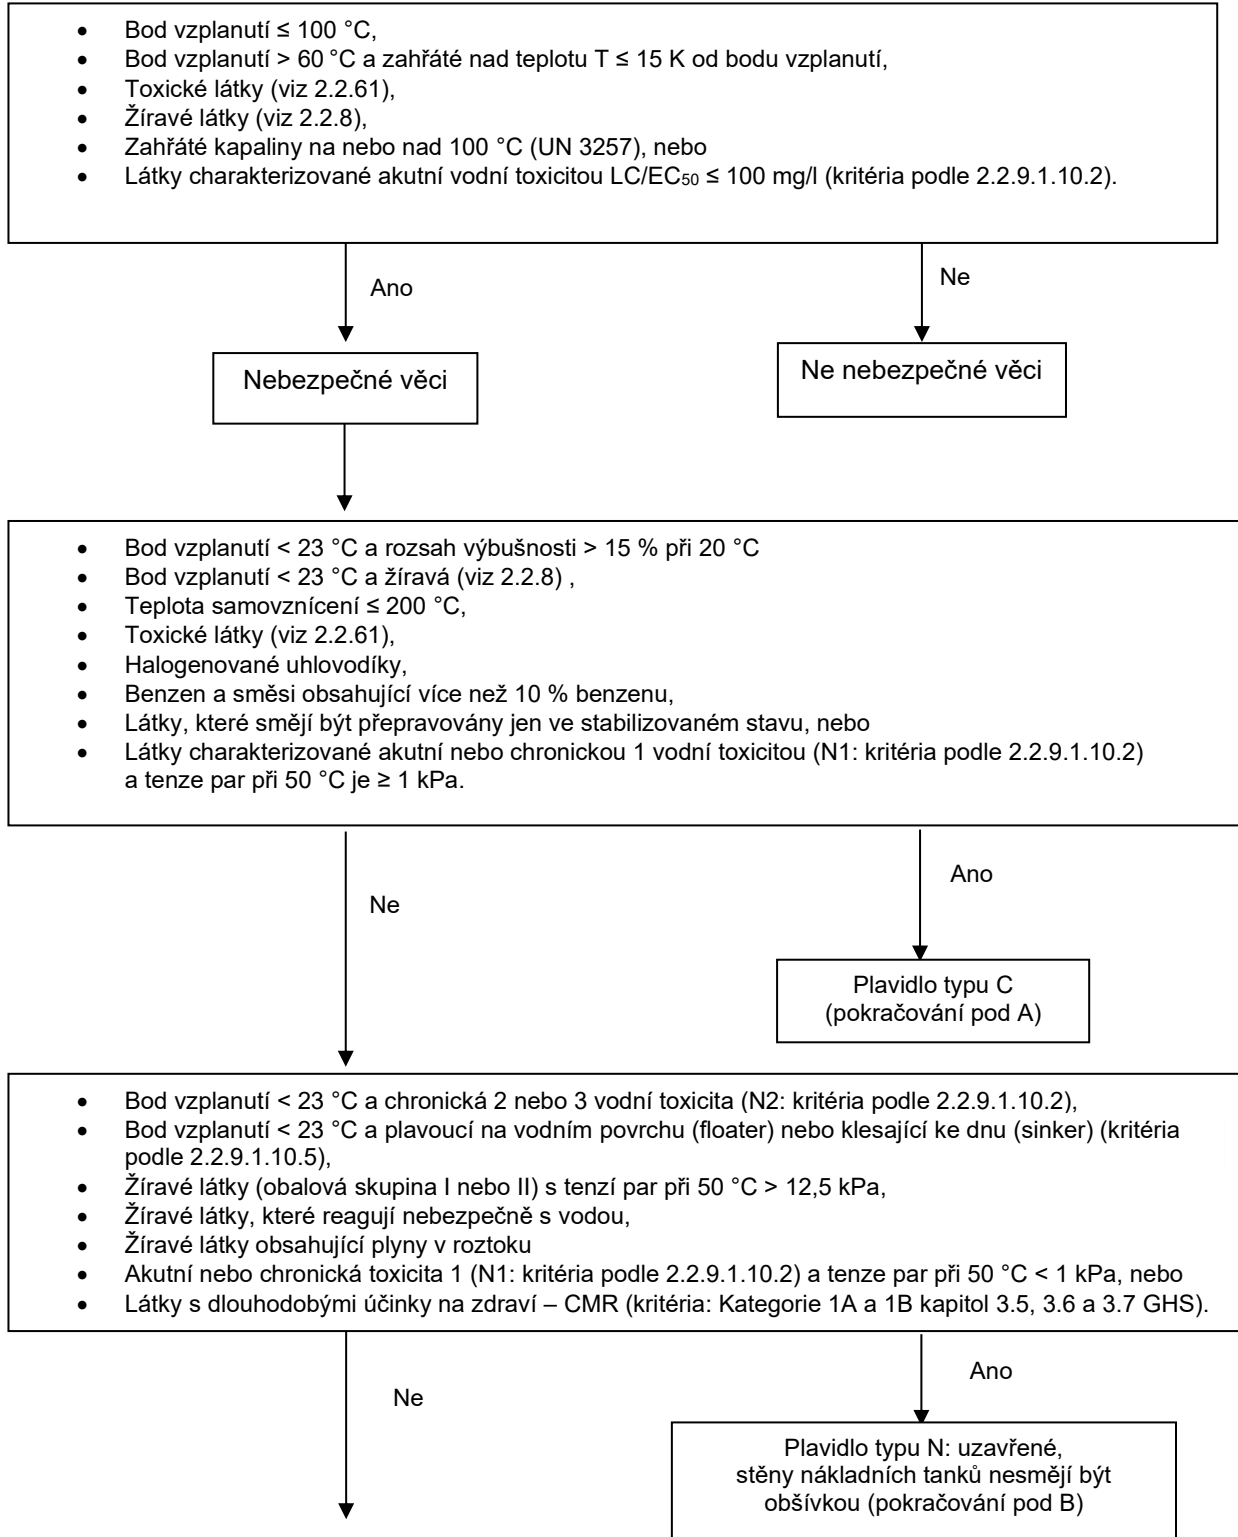 • Bod vzplanutí ≤ 100 °C,
• Bod vzplanutí > 60 °C a zahřáté nad teplotu T ≤ 15 K od bodu vzplanutí,
• Toxické látky (viz 2.2.61),
• Žíravé látky (viz 2.2.8),
• Zahřáté kapaliny na nebo nad 100 °C (UN 3257), nebo
• Látky charakterizované akutní vodní toxicitou LC/EC₅₀ ≤ 100 mg/l (kritéria podle 2.2.9.1.10.2).
Ano
Ne
Nebezpečné věci
Ne nebezpečné věci
• Bod vzplanutí < 23 °C a rozsah výbušnosti > 15 % při 20 °C
• Bod vzplanutí < 23 °C a žíravá (viz 2.2.8) ,
• Teplota samovznícení ≤ 200 °C,
• Toxické látky (viz 2.2.61),
• Halogenované uhlovodíky,
• Benzen a směsi obsahující více než 10 % benzenu,
• Látky, které smějí být přepravovány jen ve stabilizovaném stavu, nebo
• Látky charakterizované akutní nebo chronickou 1 vodní toxicitou (N1: kritéria podle 2.2.9.1.10.2)
a tenze par při 50 °C je ≥ 1 kPa.
Ne
Ano
Plavidlo typu C
(pokračování pod A)
• Bod vzplanutí < 23 °C a chronická 2 nebo 3 vodní toxicita (N2: kritéria podle 2.2.9.1.10.2),
• Bod vzplanutí < 23 °C a plavoucí na vodním povrchu (floater) nebo klesající ke dnu (sinker) (kritéria
podle 2.2.9.1.10.5),
• Žíravé látky (obalová skupina I nebo II) s tenzí par při 50 °C > 12,5 kPa,
• Žíravé látky, které reagují nebezpečně s vodou,
• Žíravé látky obsahující plyny v roztoku
• Akutní nebo chronická toxicita 1 (N1: kritéria podle 2.2.9.1.10.2) a tenze par při 50 °C < 1 kPa, nebo
• Látky s dlouhodobými účinky na zdraví – CMR (kritéria: Kategorie 1A a 1B kapitol 3.5, 3.6 a 3.7 GHS).
Ne
Ano
Plavidlo typu N: uzavřené,
stěny nákladních tanků nesmějí být
obšívkou (pokračování pod B)